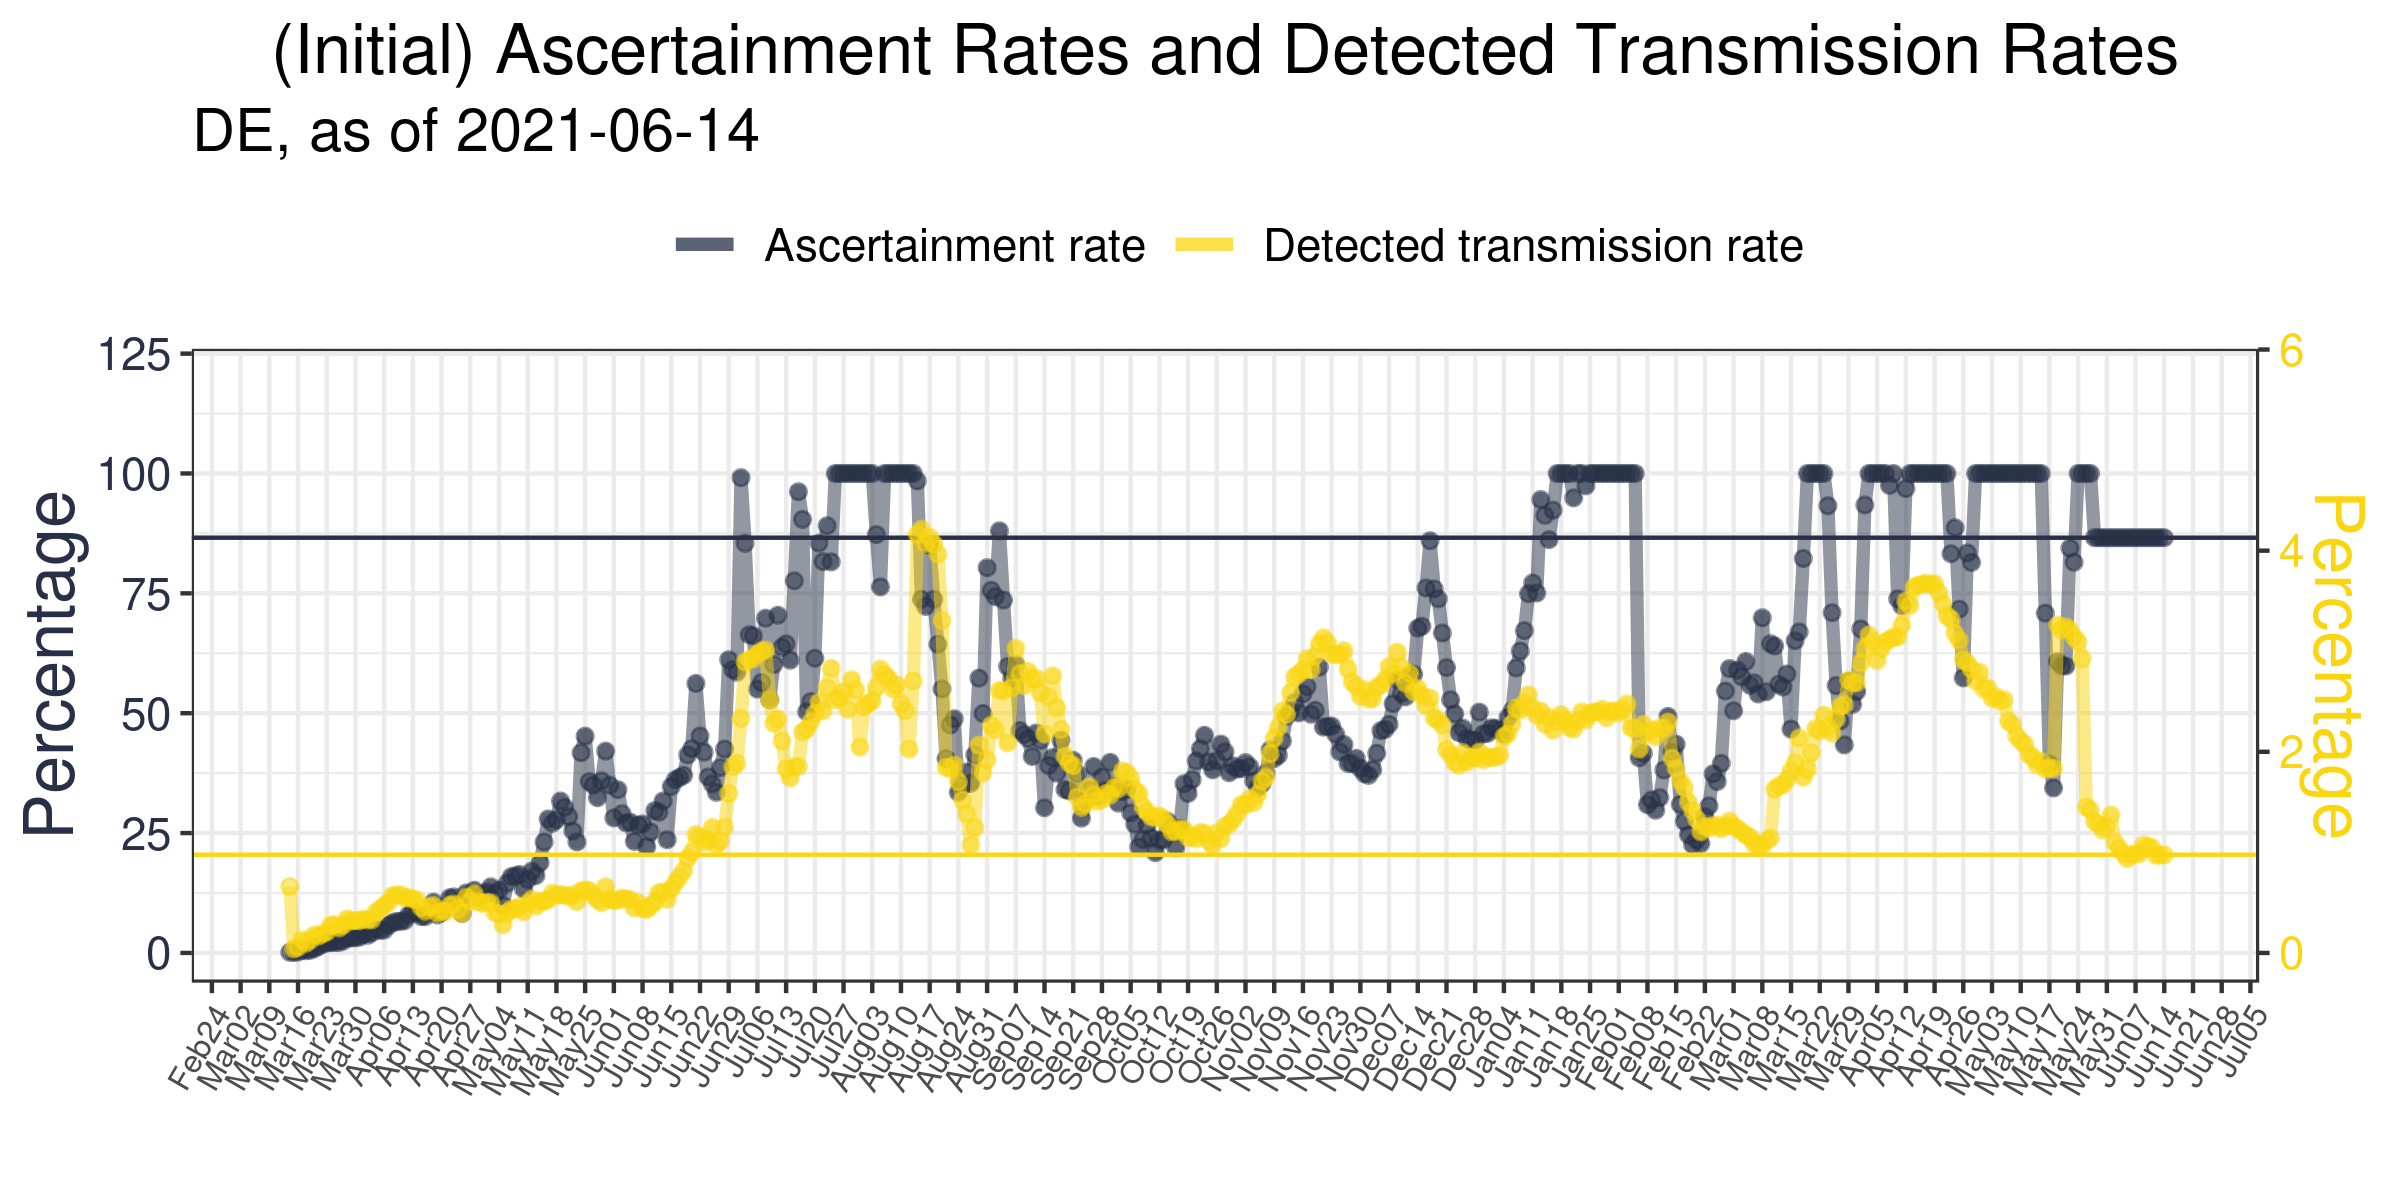 (Initial) Ascertainment Rates and Detected Transmission Rates
DE, as of 2021-06-14
Ascertainment rate
Detected transmission rate
125
100
75
50
25
0
Percentage
6
4
2
0
Percentage
Feb24 Mar02 Mar09 Mar16 Mar23 Mar30 Apr06 Apr13 Apr20 Apr27 May04 May11 May18 May25 Jun01 Jun08 Jun15 Jun22 Jun29 Jul06 Jul13 Jul20 Jul27 Aug03 Aug10 Aug17 Aug24 Aug31 Sep07 Sep14 Sep21 Sep28 Oct05 Oct12 Oct19 Oct26 Nov02 Nov09 Nov16 Nov23 Nov30 Dec07 Dec14 Dec21 Dec28 Jan04 Jan11 Jan18 Jan25 Feb01 Feb08 Feb15 Feb22 Mar01 Mar08 Mar15 Mar22 Mar29 Apr05 Apr12 Apr19 Apr26 May03 May10 May17 May24 May31 Jun07 Jun14 Jun21 Jun28 Jul05